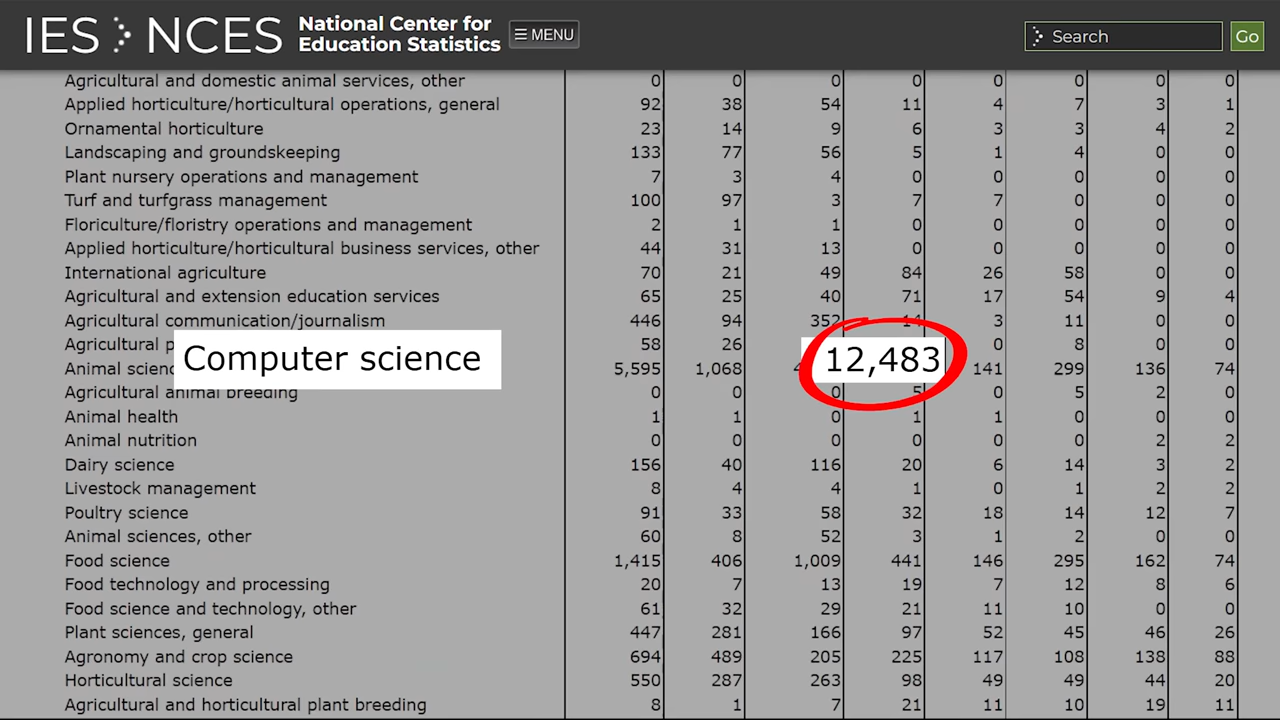 IES NCES National Center for Education Statistics ☰ MENU Search Go
Agricultural and domestic animal services, other 0 0 0 0 0 0 0 0
Applied horticulture/horticultural operations, general 92 38 54 11 4 7 3 1
Ornamental horticulture 23 14 9 6 3 3 4 2
Landscaping and groundskeeping 133 77 56 5 1 4 0 0
Plant nursery operations and management 7 3 4 0 0 0 0 0
Turf and turfgrass management 100 97 3 7 7 0 0 0
Floriculture/floristry operations and management 2 1 1 0 0 0 0 0
Applied horticulture/horticultural business services, other 44 31 13 0 0 0 0 0
International agriculture 70 21 49 84 26 58 0 0
Agricultural and extension education services 65 25 40 71 17 54 9 4
Agricultural communication/journalism 446 94 352 14 3 11 0 0
Agricultural 58 26 0 8 0 0
Computer science 12,483
Animal 5,595 1,068 141 299 136 74
Agricultural animal breeding 0 0 0 5 0 5 2 0
Animal health 1 1 0 1 1 0 0 0
Animal nutrition 0 0 0 0 0 0 2 2
Dairy science 156 40 116 20 6 14 3 2
Livestock management 8 4 4 1 0 1 2 2
Poultry science 91 33 58 32 18 14 12 7
Animal sciences, other 60 8 52 3 1 2 0 0
Food science 1,415 406 1,009 441 146 295 162 74
Food technology and processing 20 7 13 19 7 12 8 6
Food science and technology, other 61 32 29 21 11 10 0 0
Plant sciences, general 447 281 166 97 52 45 46 26
Agronomy and crop science 694 489 205 225 117 108 138 88
Horticultural science 550 287 263 98 49 49 44 20
Agricultural and horticultural plant breeding 8 1 7 21 11 10 19 11